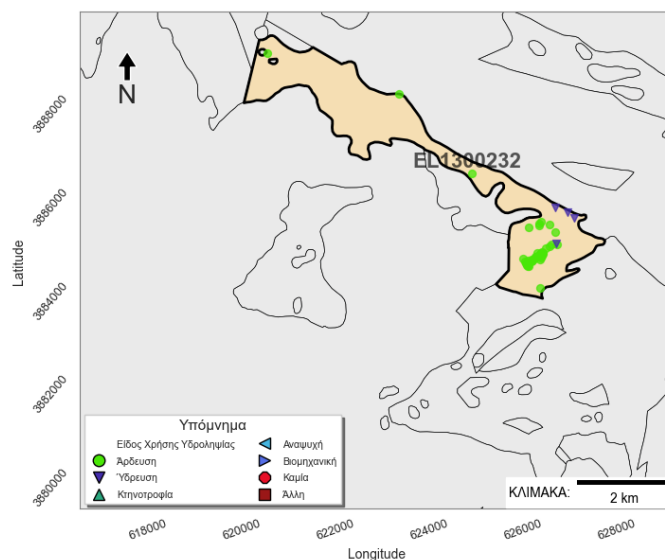 N
EL1300232
Latitude
3888000
3886000
3884000
3882000
3880000
Υπόμνημα
Είδος Χρήσης Υδροληψίας
Άρδευση
Ύδρευση
Κτηνοτροφία
Αναψυχή
Βιομηχανική
Καμία
Άλλη
ΚΛΙΜΑΚΑ:
2 km
618000
620000
622000
624000
626000
628000
Longitude